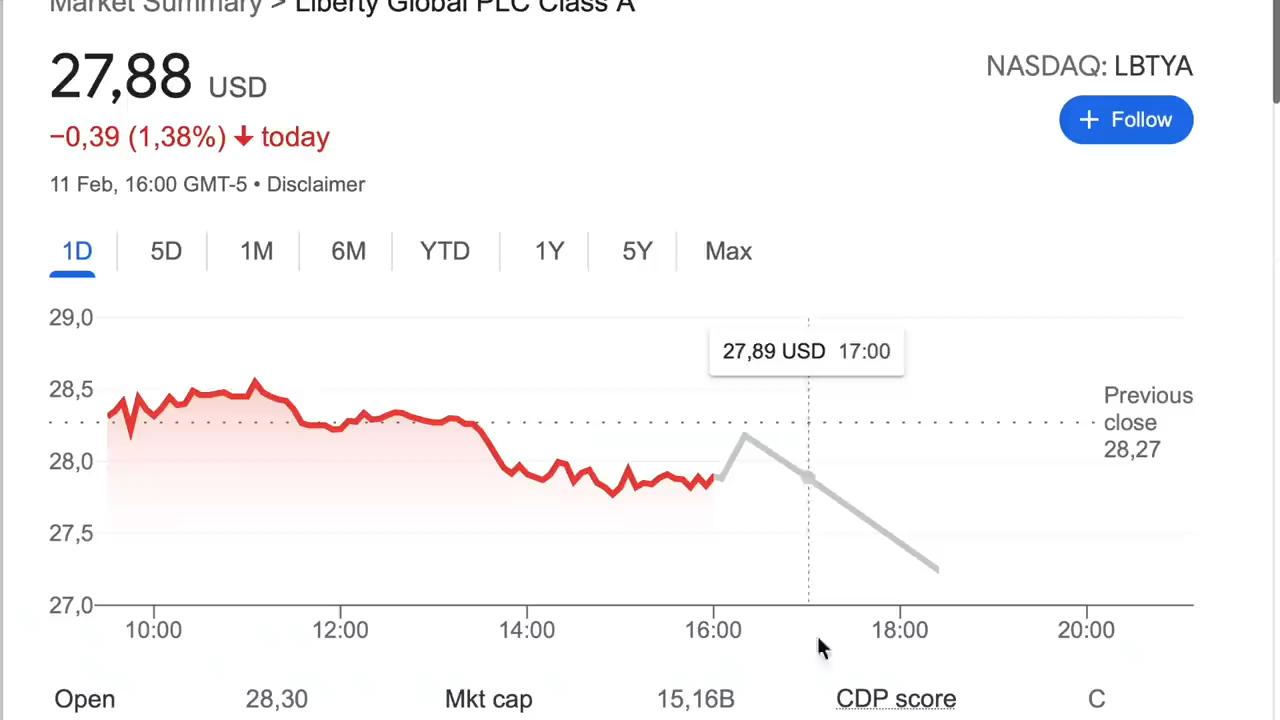 Market Summary > Liberty Global PLC Class A
27,88 USD
NASDAQ: LBTYA
+ Follow
−0,39 (1,38%) ↓ today
11 Feb, 16:00 GMT-5 • Disclaimer
1D 5D 1M 6M YTD 1Y 5Y Max
29,0
27,89 USD 17:00
28,5
Previous
close
28,27
28,0
27,5
27,0
10:00 12:00 14:00 16:00 18:00 20:00
Open 28,30 Mkt cap 15,16B CDP score C